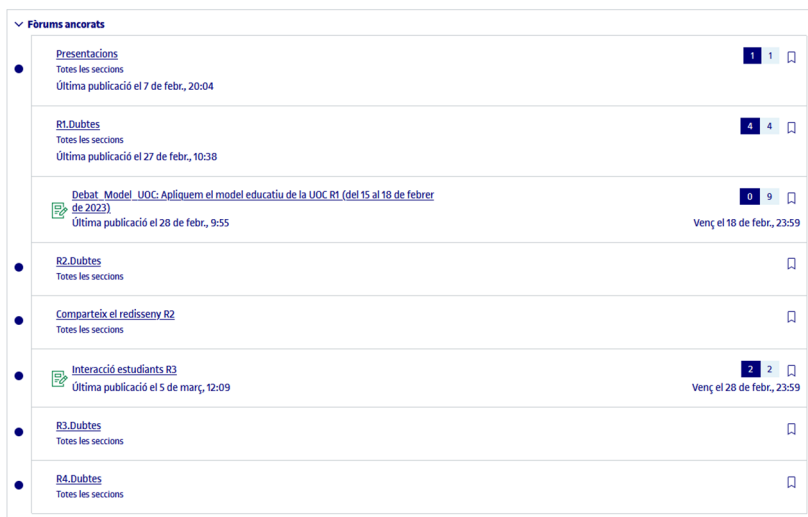 Fòrums ancorats
Presentacions
1 1
Totes les seccions
Última publicació el 7 de febr., 20:04
R1.Dubtes
4 4
Totes les seccions
Última publicació el 27 de febr., 10:38
Debat_Model_UOC: Apliquem el model educatiu de la UOC R1 (del 15 al 18 de febrer
de 2023)
0 9
Última publicació el 28 de febr., 9:55
Venç el 18 de febr., 23:59
R2.Dubtes
Totes les seccions
Comparteix el redisseny R2
Totes les seccions
Interacció estudiants R3
2 2
Última publicació el 5 de març, 12:09
Venç el 28 de febr., 23:59
R3.Dubtes
Totes les seccions
R4.Dubtes
Totes les seccions